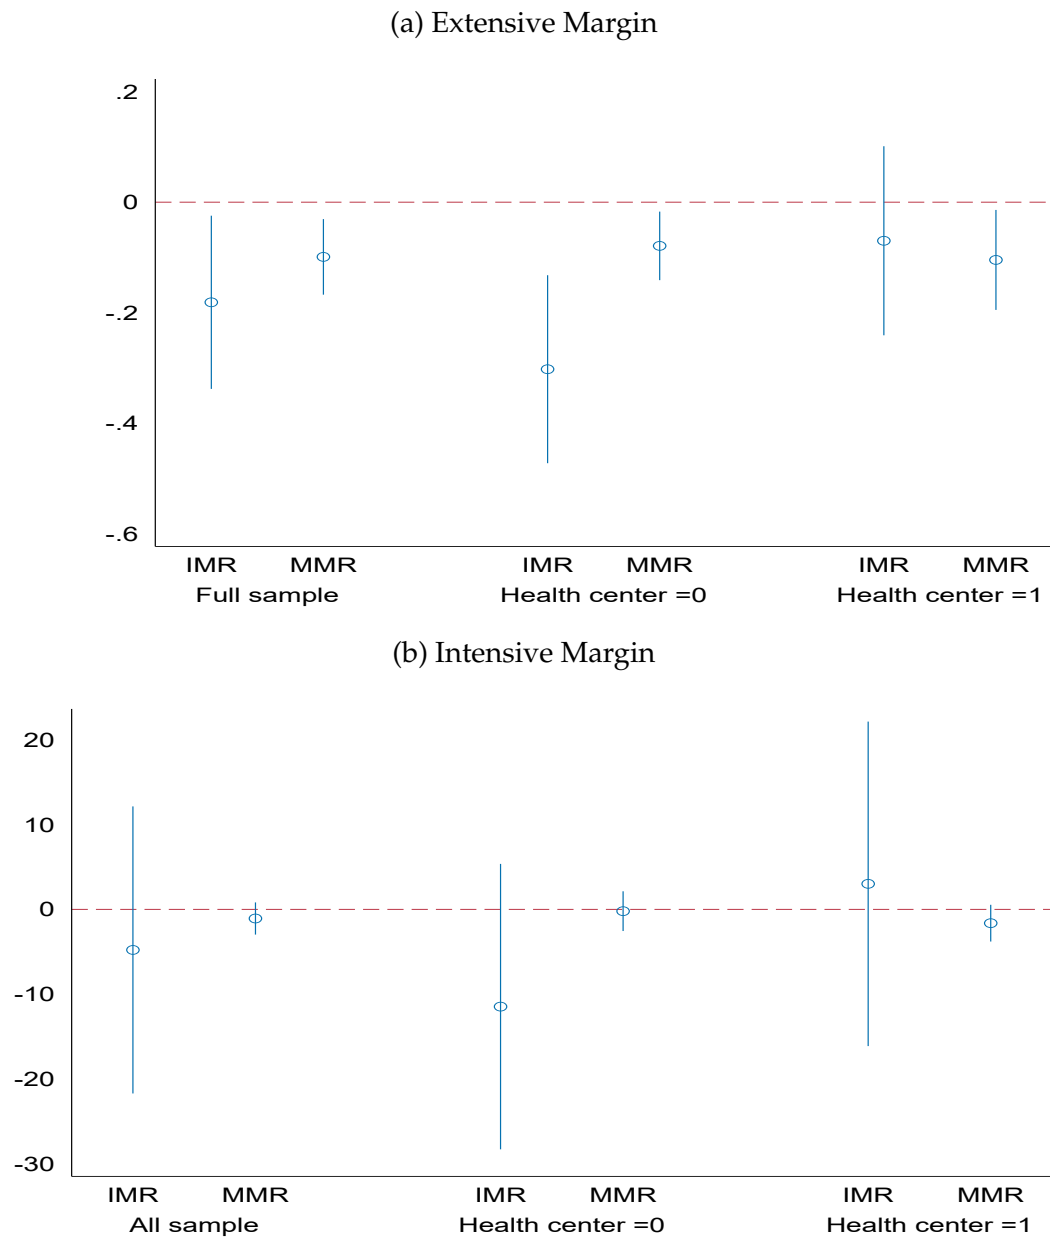 (a) Extensive Margin
.2
0
-.2
-.4
-.6
IMR MMR IMR MMR IMR MMR
Full sample Health center =0 Health center =1
(b) Intensive Margin
20
10
0
-10
-20
-30
IMR MMR IMR MMR IMR MMR
All sample Health center =0 Health center =1